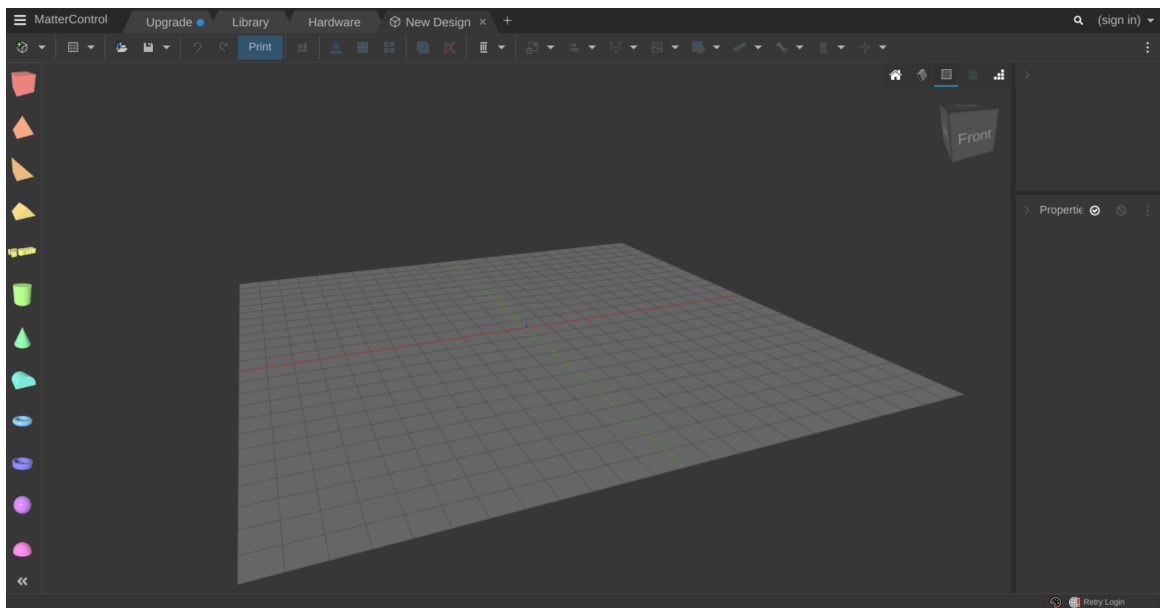 MatterControl Upgrade Library Hardware New Design × + (sign in)
Print
Front
Propertie
Retry Login